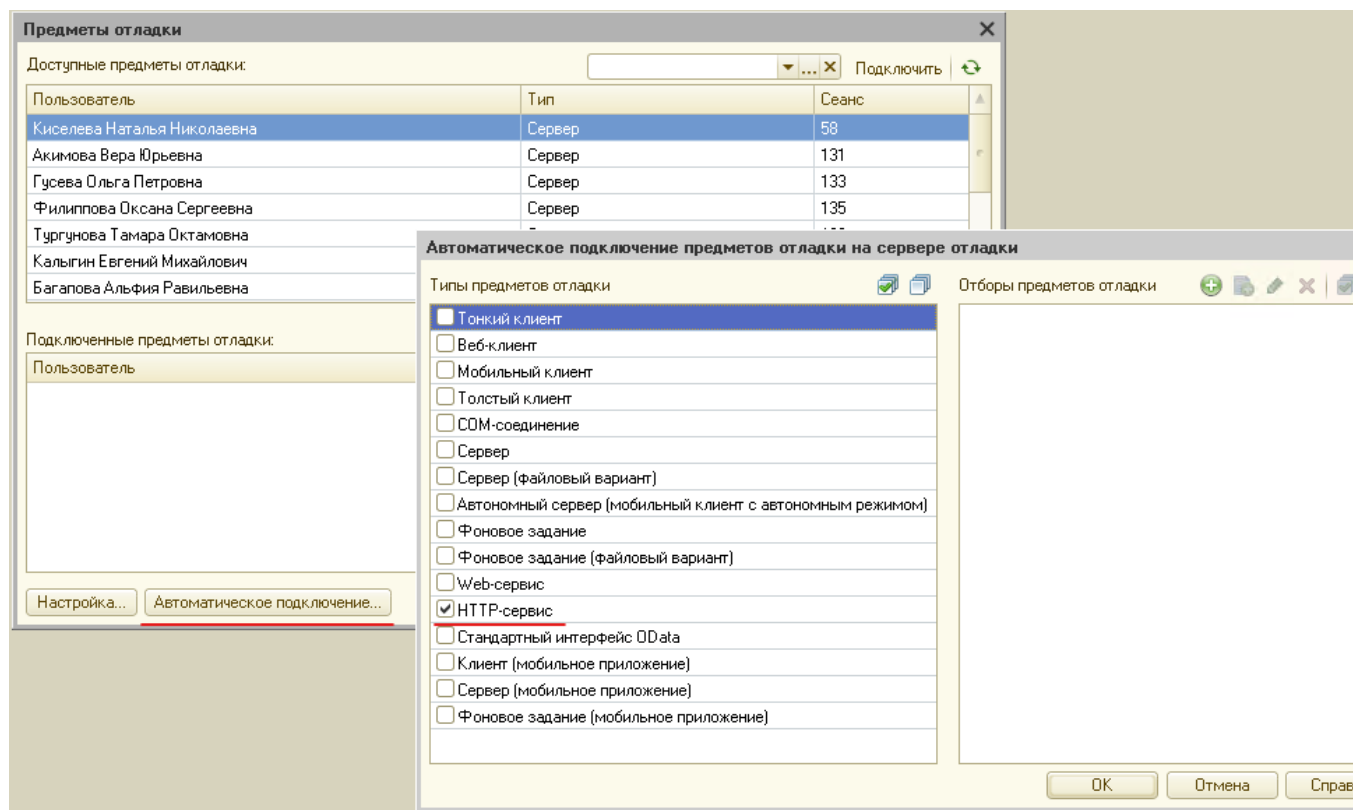 Предметы отладки
Доступные предметы отладки:
... Подключить
Пользователь Тип Сеанс
Киселева Наталья Николаевна Сервер 58
Акимова Вера Юрьевна Сервер 131
Гусева Ольга Петровна Сервер 133
Филиппова Оксана Сергеевна Сервер 135
Тургунова Тамара Октамовна
Калыгин Евгений Михайлович
Багапова Альфия Равильевна
Подключенные предметы отладки:
Пользователь
Настройка... Автоматическое подключение...
Автоматическое подключение предметов отладки на сервере отладки
Типы предметов отладки
Отборы предметов отладки
Тонкий клиент
Веб-клиент
Мобильный клиент
Толстый клиент
COM-соединение
Сервер
Сервер (файловый вариант)
Автономный сервер (мобильный клиент с автономным режимом)
Фоновое задание
Фоновое задание (файловый вариант)
Web-сервис
HTTP-сервис
Стандартный интерфейс OData
Клиент (мобильное приложение)
Сервер (мобильное приложение)
Фоновое задание (мобильное приложение)
OK Отмена Справ